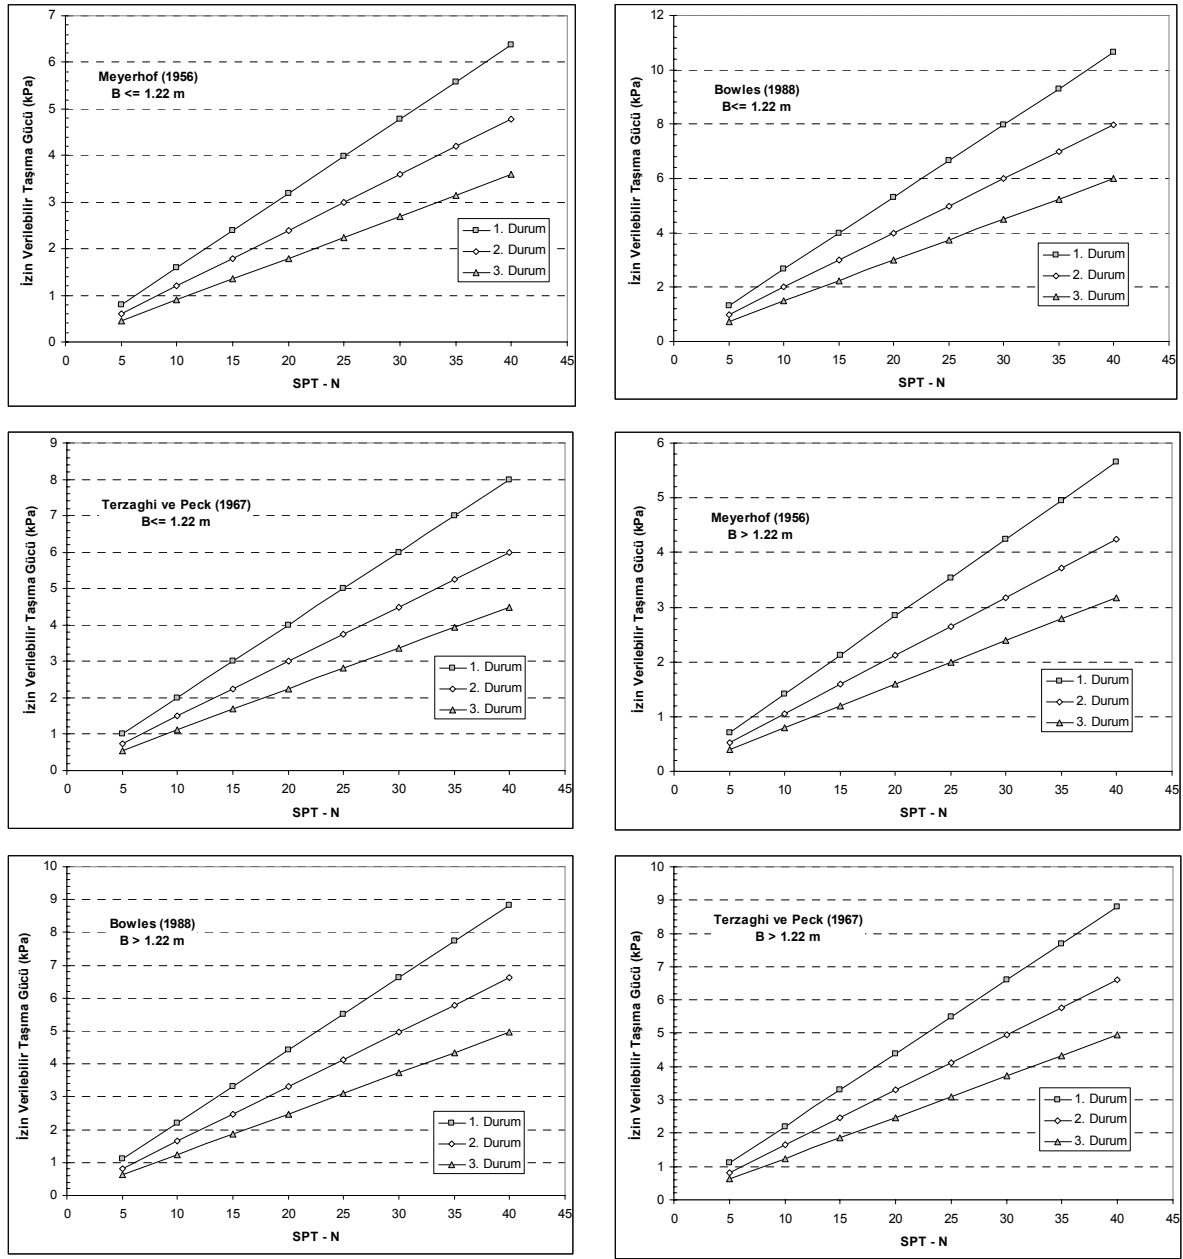 7
6
5
4
3
2
1
0
İzin Verilebilir Taşıma Gücü (kPa)
Meyerhof (1956)
B <= 1.22 m
1. Durum
2. Durum
3. Durum
0 5 10 15 20 25 30 35 40 45
SPT - N
12
10
8
6
4
2
0
İzin Verilebilir Taşıma Gücü (kPa)
Bowles (1988)
B<= 1.22 m
1. Durum
2. Durum
3. Durum
0 5 10 15 20 25 30 35 40 45
SPT - N
9
8
7
6
5
4
3
2
1
0
İzin Verilebilir Taşıma Gücü (kPa)
Terzaghi ve Peck (1967)
B<= 1.22 m
1. Durum
2. Durum
3. Durum
0 5 10 15 20 25 30 35 40 45
SPT - N
6
5
4
3
2
1
0
İzin Verilebilir Taşıma Gücü (kPa)
Meyerhof (1956)
B > 1.22 m
1. Durum
2. Durum
3. Durum
0 5 10 15 20 25 30 35 40 45
SPT - N
10
9
8
7
6
5
4
3
2
1
0
İzin Verilebilir Taşıma Gücü (kPa)
Bowles (1988)
B > 1.22 m
1. Durum
2. Durum
3. Durum
0 5 10 15 20 25 30 35 40 45
SPT - N
10
9
8
7
6
5
4
3
2
1
0
İzin Verilebilir Taşıma Gücü (kPa)
Terzaghi ve Peck (1967)
B > 1.22 m
1. Durum
2. Durum
3. Durum
0 5 10 15 20 25 30 35 40 45
SPT - N